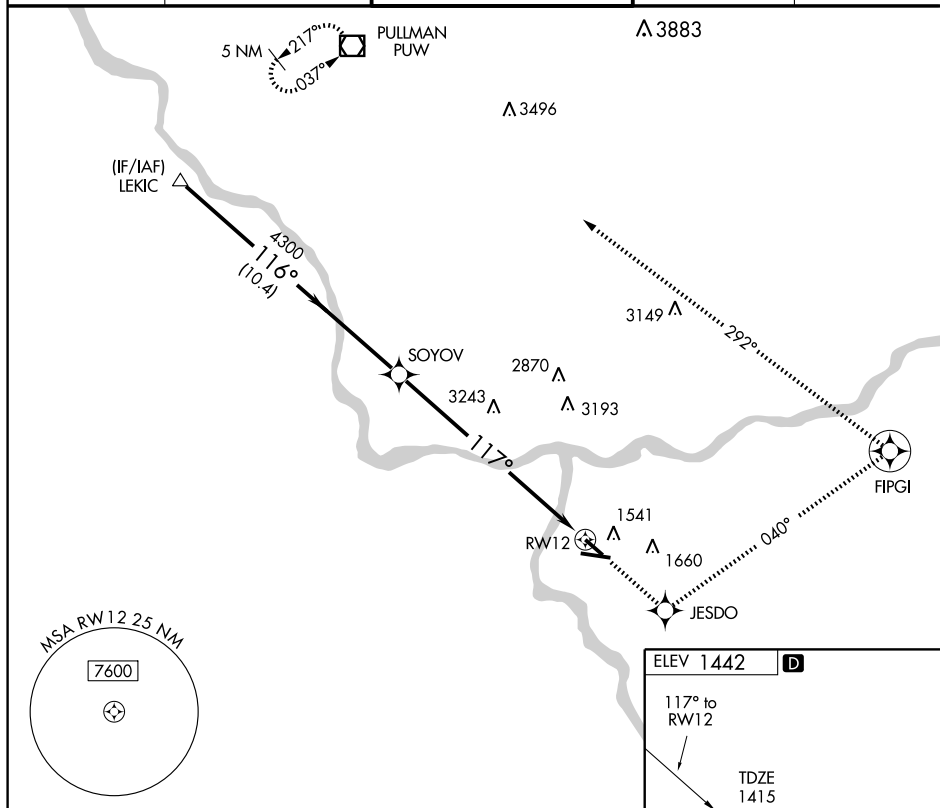 PULLMAN
PUW
5 NM
217°
037°
3883
3496
(IF/IAF)
LEKIC
4300
116°
(10.4)
3149
292°
SOYOV
2870
3243
3193
117°
FIPGI
1541
RW12
040°
1660
JESDO
MSA RW12 25 NM
7600
ELEV 1442 D
117° to
RW12
TDZE
1415